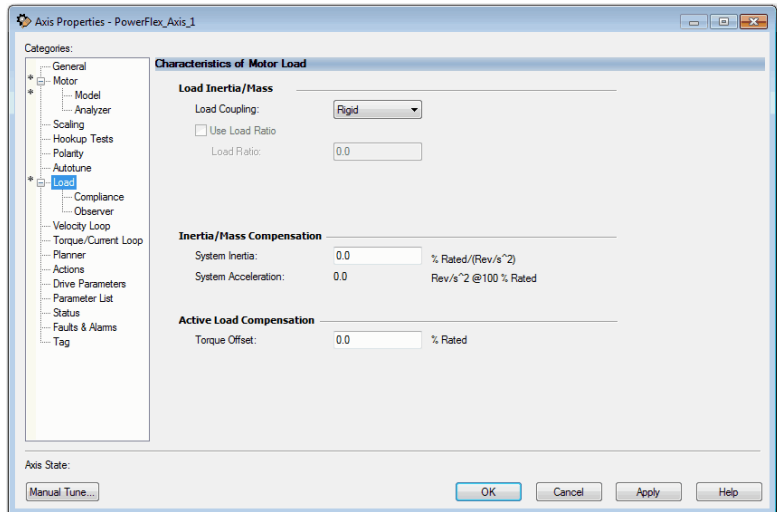 Axis Properties - PowerFlex_Axis_1
Categories:
General
* Motor
* Model
Analyzer
Scaling
Hookup Tests
Polarity
Autotune
* Load
Compliance
Observer
Velocity Loop
Torque/Current Loop
Planner
Actions
Drive Parameters
Parameter List
Status
Faults & Alarms
Tag
Characteristics of Motor Load
Load Inertia/Mass
Load Coupling: Rigid
Use Load Ratio
Load Ratio: 0.0
Inertia/Mass Compensation
System Inertia: 0.0 % Rated/(Rev/s^2)
System Acceleration: 0.0 Rev/s^2 @100 % Rated
Active Load Compensation
Torque Offset: 0.0 % Rated
Axis State:
Manual Tune... OK Cancel Apply Help